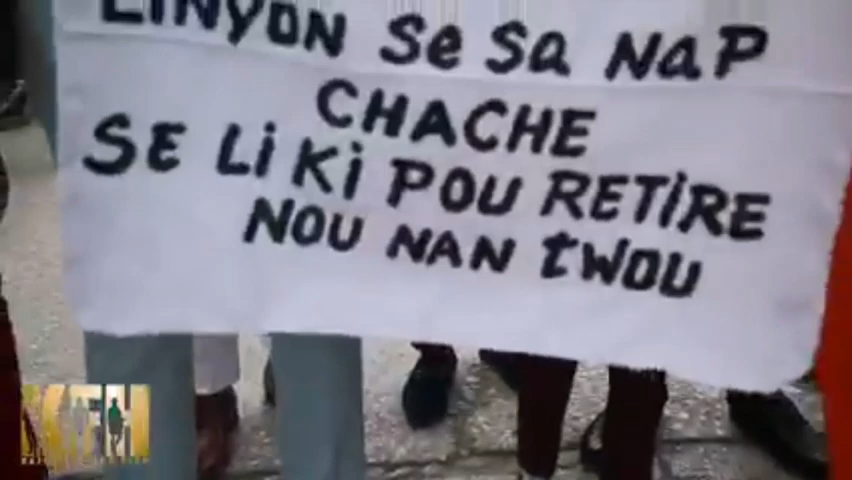 LINYON Se Sa NaP
CHACHE
SE Li Ki POU RETiRE
NOU NAN tWOU